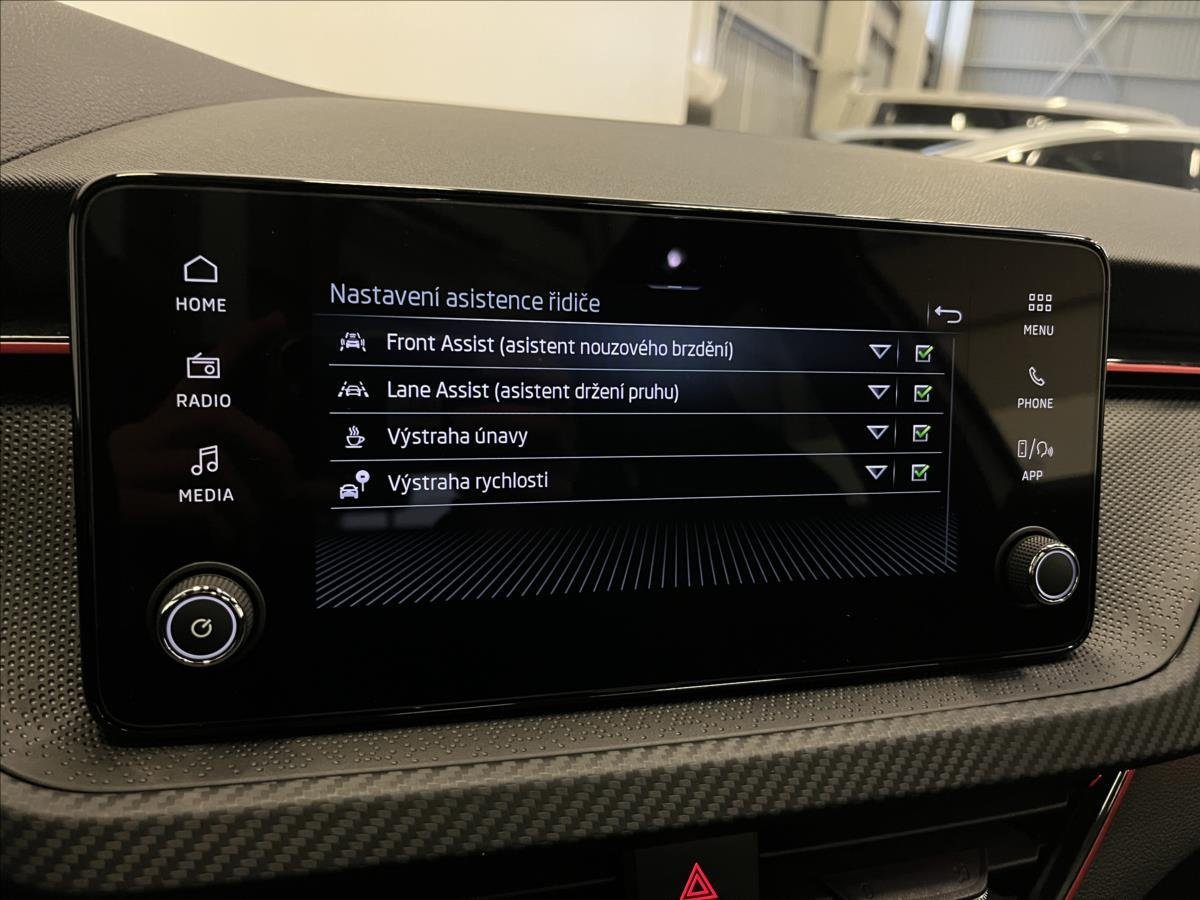 HOME
RADIO
MEDIA
Nastavení asistence řidiče
Front Assist (asistent nouzového brzdění)
Lane Assist (asistent držení pruhu)
Výstraha únavy
Výstraha rychlosti
MENU
PHONE
APP